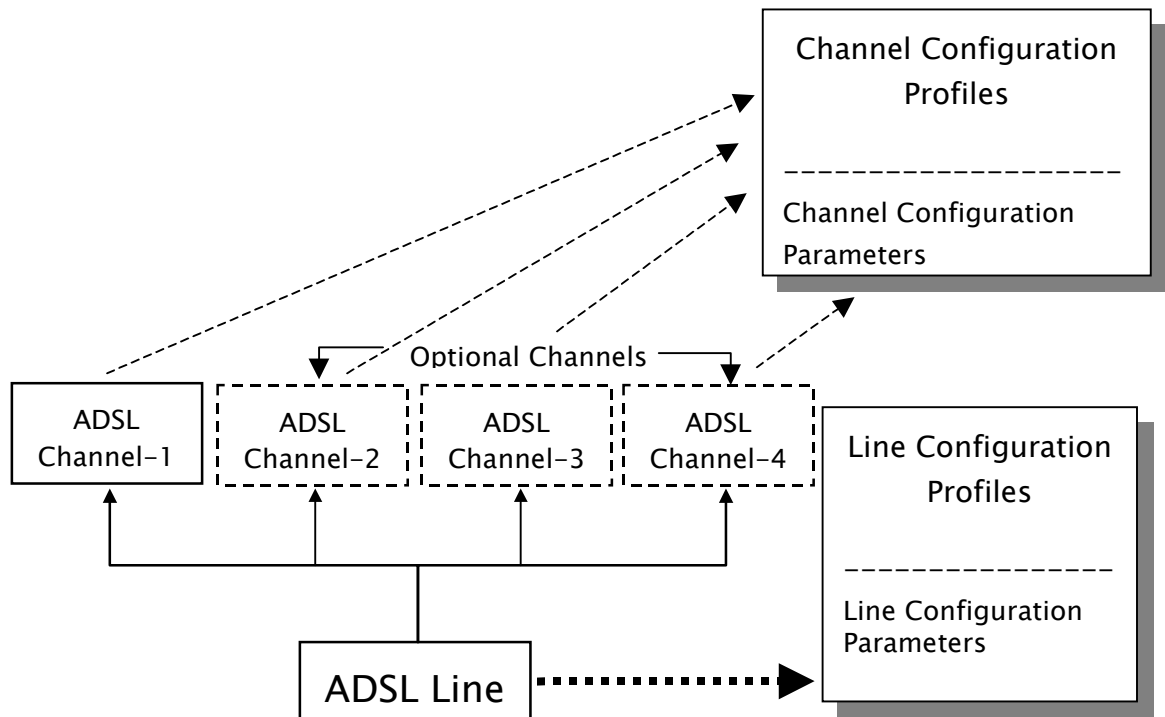 Channel Configuration
Profiles
Channel Configuration
Parameters
Optional Channels
ADSL
Channel-1
ADSL
Channel-2
ADSL
Channel-3
ADSL
Channel-4
Line Configuration
Profiles
Line Configuration
Parameters
ADSL Line